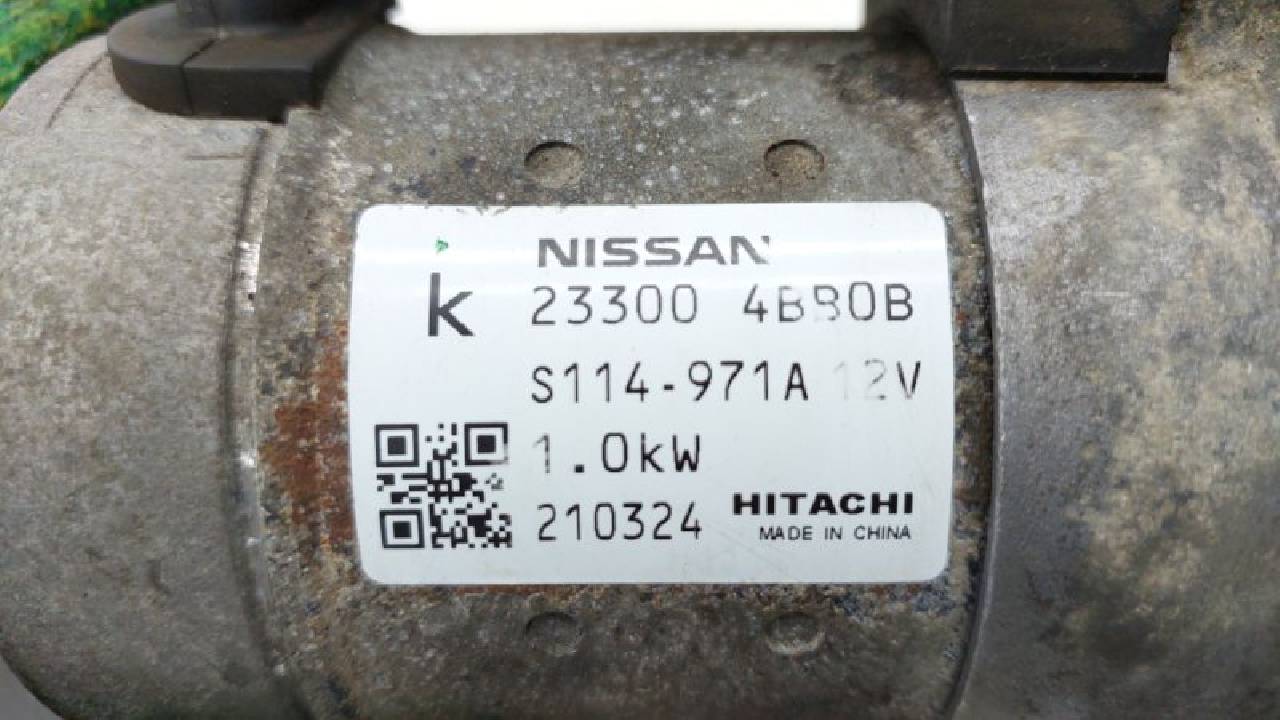 NISSAN
k 23300 4BB0B
S114-971A 12V
1.0kW
210324 HITACHI
MADE IN CHINA